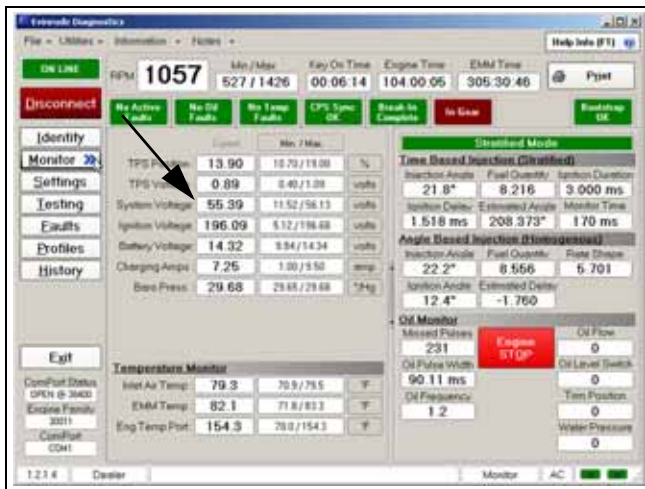 Evinrude Diagnostics
File Utilities Information Notes Help Info (F1)
ON LINE
RPM 1057
Min / Max
527 / 1426
Key On Time
00:06:14
Engine Time
104:00:05
EMM Time
305:30:46
Print
Disconnect
No Active Faults
No Oil Faults
No Temp Faults
CPS Sync OK
Break-In Complete
In Gear
Bootstrap OK
Identity
Monitor
Settings
Testing
Faults
Profiles
History
Exit
ComPort Status
OPEN @ 38400
Engine Family
30011
ComPort
COM1
Current Min. / Max.
TPS Position 13.90 10.70 / 19.00 %
TPS Voltage 0.89 0.40 / 1.09 volts
System Voltage 55.39 11.52 / 56.13 volts
Ignition Voltage 196.09 5.12 / 196.68 volts
Battery Voltage 14.32 9.84 / 14.34 volts
Charging Amps 7.25 1.00 / 9.50 amp
Baro Press 29.68 29.65 / 29.68 "/Hg
Temperature Monitor
Inlet Air Temp 79.3 70.9 / 79.5 °F
EMM Temp 82.1 71.8 / 83.3 °F
Eng Temp Port 154.3 78.0 / 154.3 °F
Stratified Mode
Time Based Injection (Stratified)
Injection Angle Fuel Quantity Ignition Duration
21.8° 8.216 3.000 ms
Ignition Delay Estimated Angle Monitor Time
1.518 ms 208.373° 170 ms
Angle Based Injection (Homogenous)
Injection Angle Fuel Quantity Rate Shape
22.2° 8.556 5.701
Ignition Angle Estimated Delay
12.4° -1.760
Oil Monitor
Missed Pulses
231
Oil Pulse Width
90.11 ms
Oil Frequency
1.2
Engine STOP
Oil Flow
0
Oil Level Switch
0
Trim Position
0
Water Pressure
0
1.2.1.4 Dealer Monitor AC